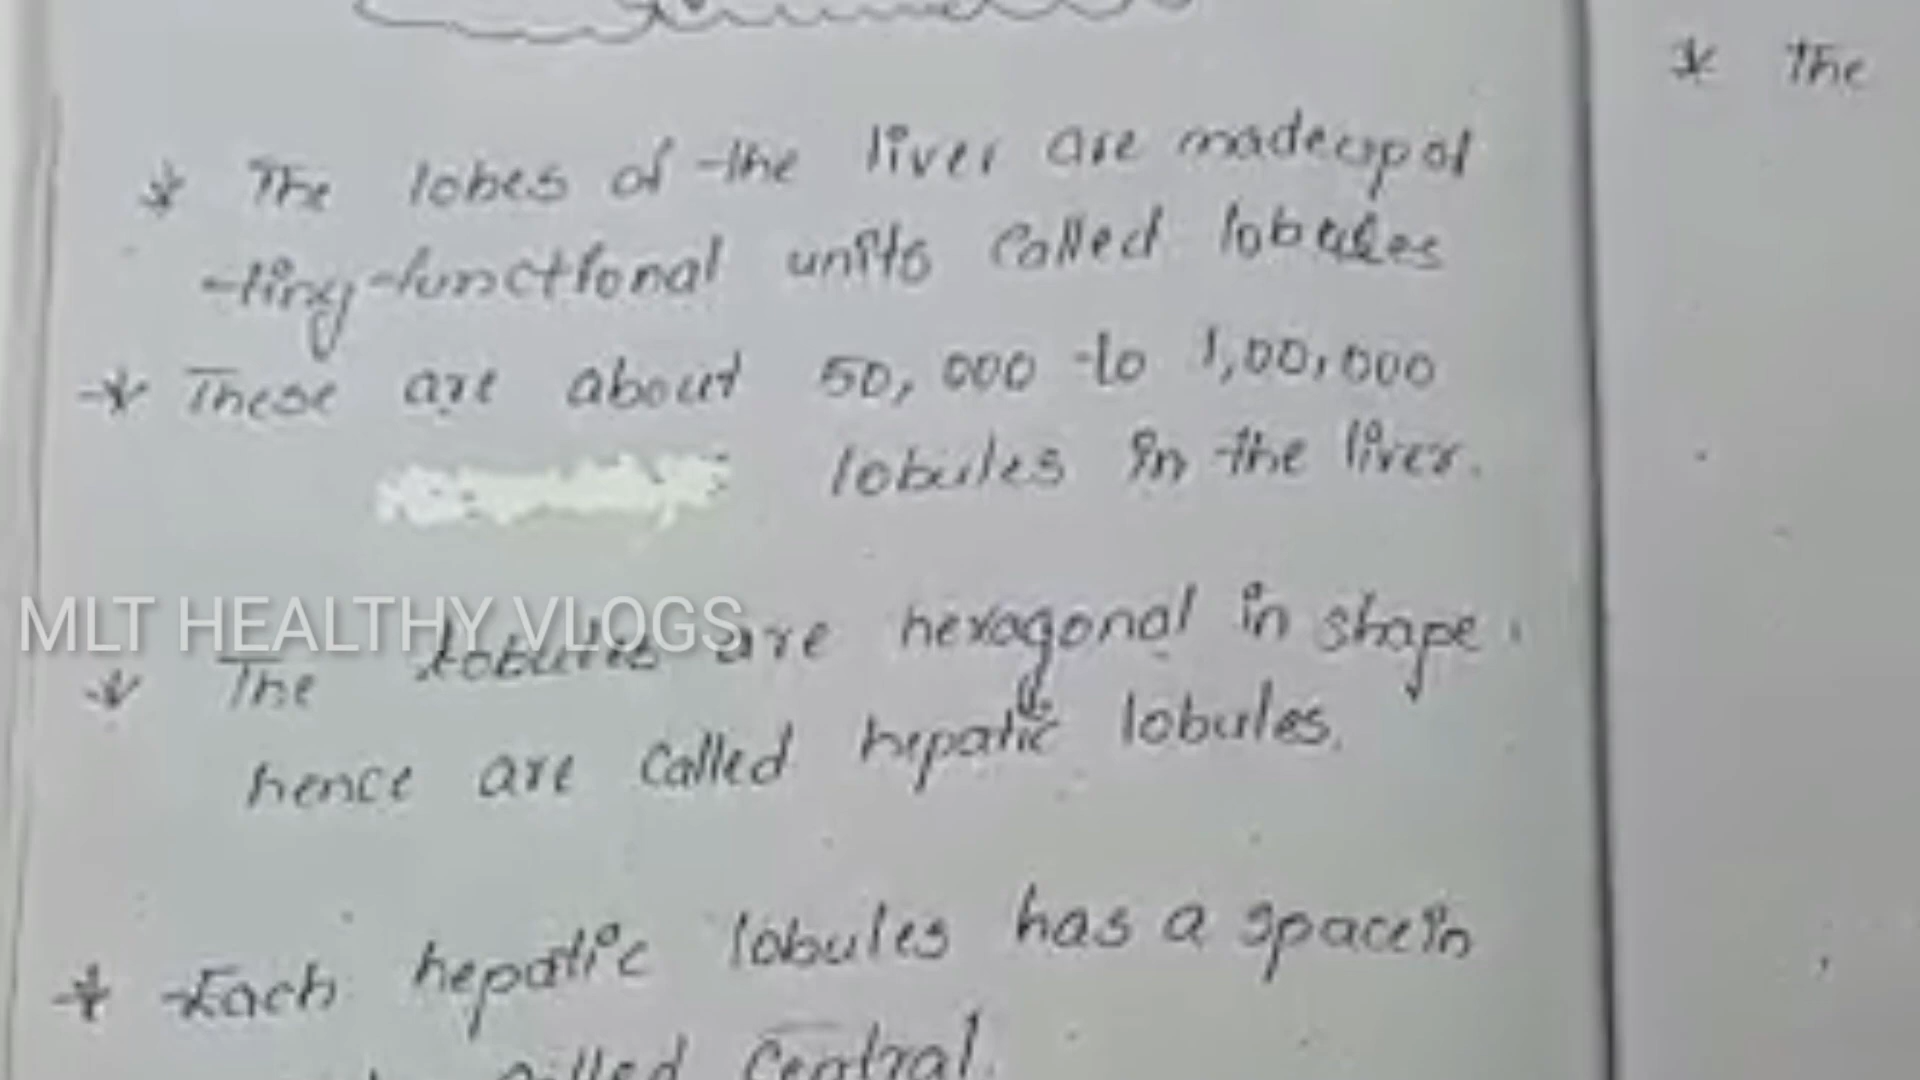 * The lobes of the liver are madeup of
tiny functional units called lobules
* These are about 50,000 to 1,00,000
lobules in the liver.
MLT HEALTHY VLOGS
* The lobules are hexagonal in shape.
hence are called hepatic lobules.
* Each hepatic lobules has a space in
called Central
* The